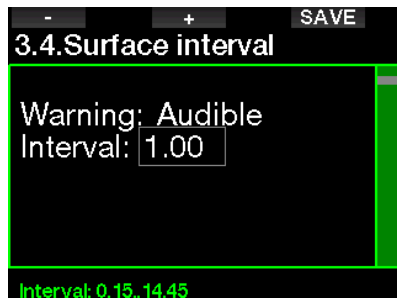 - + SAVE
3.4.Surface interval
Warning: Audible
Interval: 1.00
Interval: 0.15..14.45